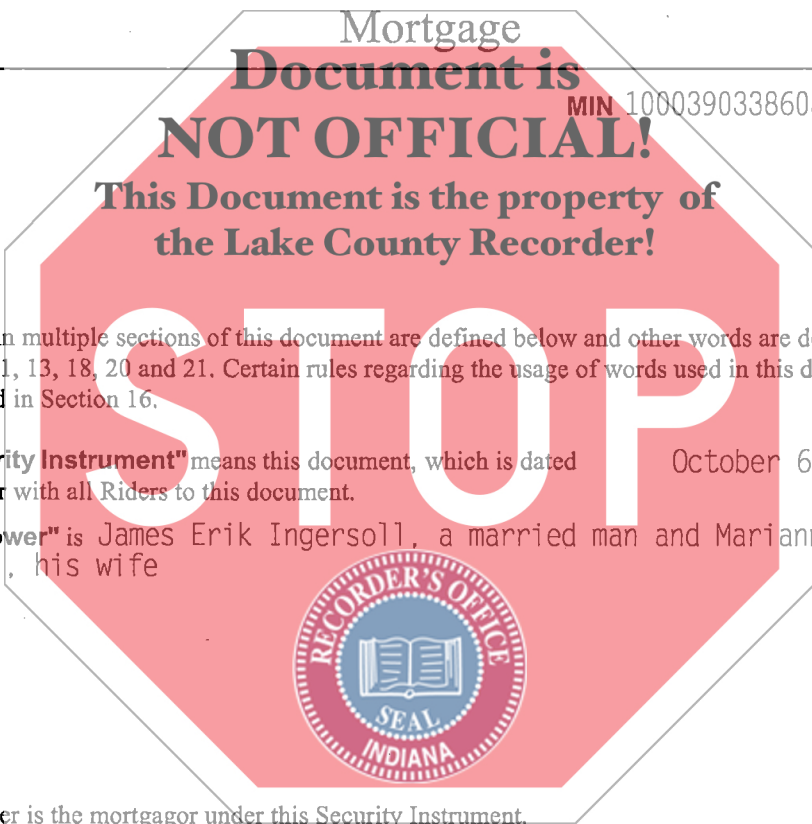 Mortgage
Document is
NOT OFFICIAL!
MIN 10003903386
This Document is the property of
the Lake County Recorder!
STOP
n multiple sections of this document are defined below and other words are d
1, 13, 18, 20 and 21. Certain rules regarding the usage of words used in this d
in Section 16.
ity Instrument" means this document, which is dated October 6
r with all Riders to this document.
wer" is James Erik Ingersoll, a married man and Mariann
, his wife
RECORDER'S OFFICE
SEAL
INDIANA
er is the mortgagor under this Security Instrument.